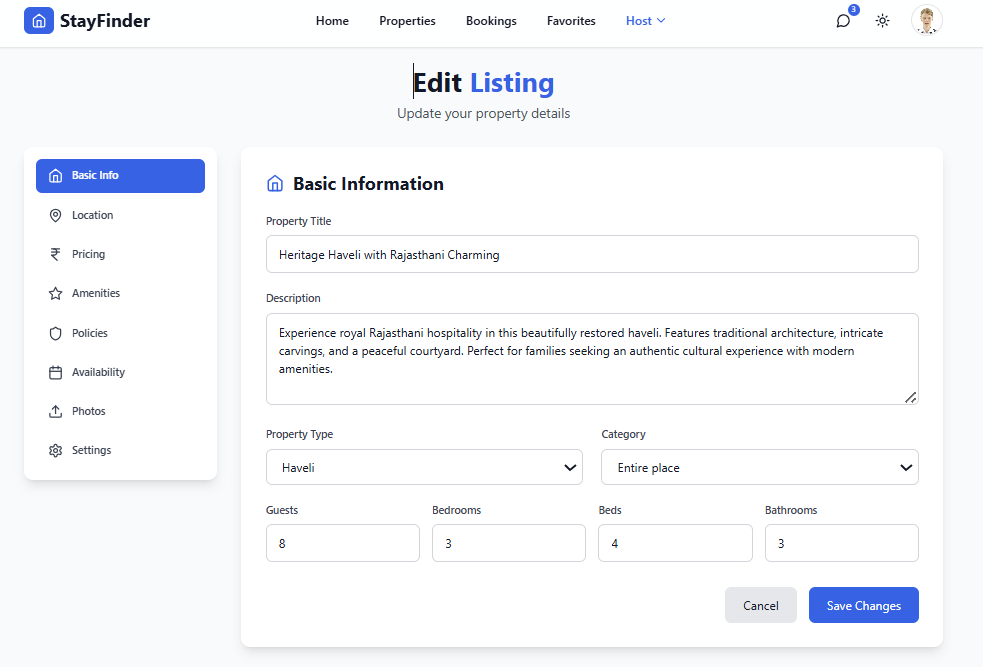 StayFinder
Home
Properties
Bookings
Favorites
Host
3
Edit Listing
Update your property details
Basic Info
Location
Pricing
Amenities
Policies
Availability
Photos
Settings
Basic Information
Property Title
Heritage Haveli with Rajasthani Charming
Description
Experience royal Rajasthani hospitality in this beautifully restored haveli. Features traditional architecture, intricate
carvings, and a peaceful courtyard. Perfect for families seeking an authentic cultural experience with modern
amenities.
Property Type
Category
Haveli
Entire place
Guests
Bedrooms
Beds
Bathrooms
8
3
4
3
Cancel
Save Changes